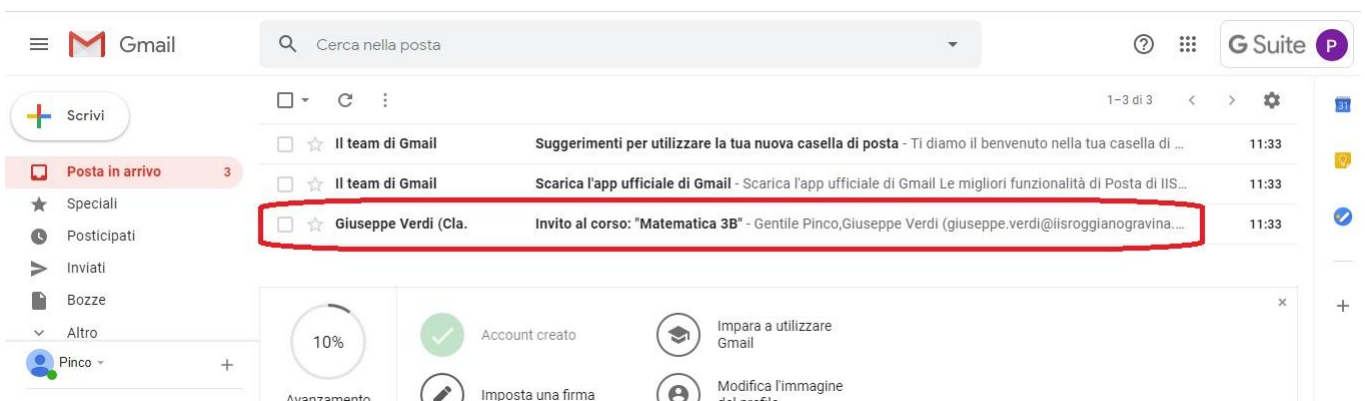 Gmail
Cerca nella posta
G Suite
P
Scrivi
1–3 di 3
31
Posta in arrivo 3
Speciali
Posticipati
Inviati
Bozze
Altro
Pinco
Il team di Gmail Suggerimenti per utilizzare la tua nuova casella di posta - Ti diamo il benvenuto nella tua casella di ... 11:33
Il team di Gmail Scarica l'app ufficiale di Gmail - Scarica l'app ufficiale di Gmail Le migliori funzionalità di Posta di IIS... 11:33
Giuseppe Verdi (Cla. Invito al corso: "Matematica 3B" - Gentile Pinco,Giuseppe Verdi (giuseppe.verdi@iisroggianogravina.... 11:33
10%
Avanzamento
Account creato
Imposta una firma
Impara a utilizzare
Gmail
Modifica l'immagine
del profilo